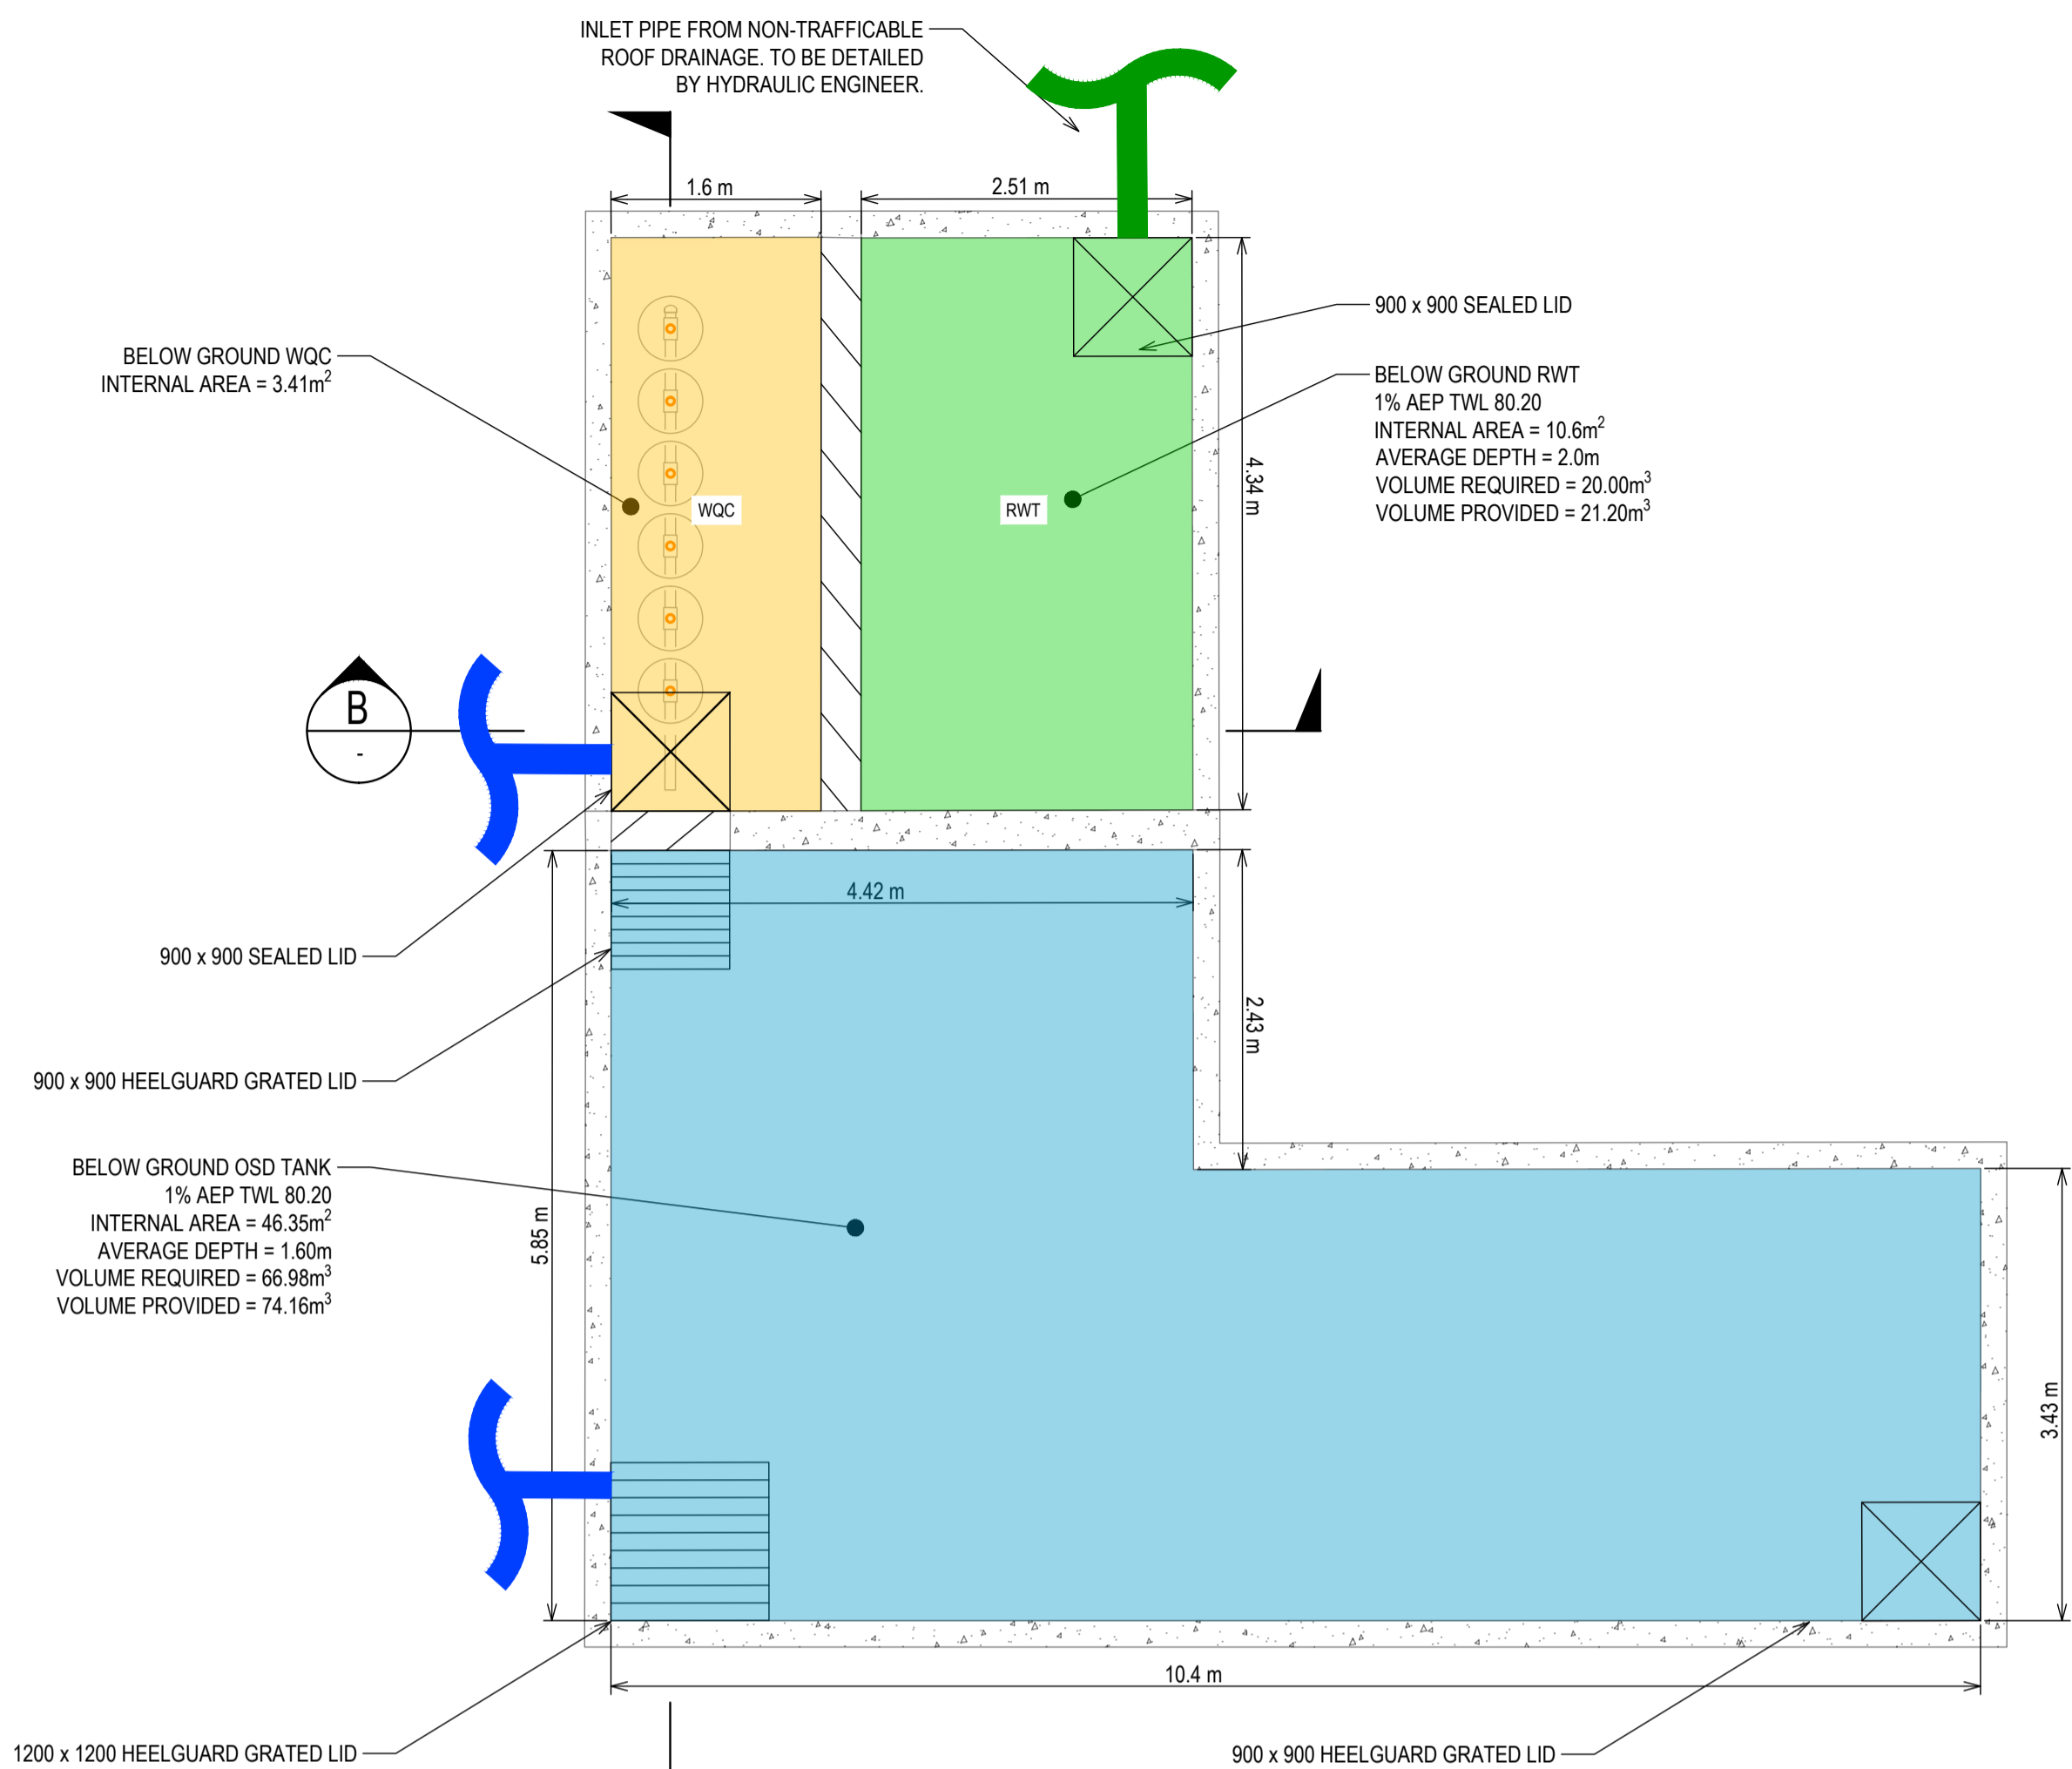 INLET PIPE FROM NON-TRAFFICABLE
ROOF DRAINAGE. TO BE DETAILED
BY HYDRAULIC ENGINEER.
1.6 m
2.51 m
900 x 900 SEALED LID
BELOW GROUND WQC
INTERNAL AREA = 3.41m²
BELOW GROUND RWT
1% AEP TWL 80.20
INTERNAL AREA = 10.6m²
AVERAGE DEPTH = 2.0m
VOLUME REQUIRED = 20.00m³
VOLUME PROVIDED = 21.20m³
4.34 m
WQC
RWT
B
-
4.42 m
900 x 900 SEALED LID
2.43 m
900 x 900 HEELGUARD GRATED LID
BELOW GROUND OSD TANK
1% AEP TWL 80.20
INTERNAL AREA = 46.35m²
AVERAGE DEPTH = 1.60m
VOLUME REQUIRED = 66.98m³
VOLUME PROVIDED = 74.16m³
5.85 m
3.43 m
10.4 m
1200 x 1200 HEELGUARD GRATED LID
900 x 900 HEELGUARD GRATED LID